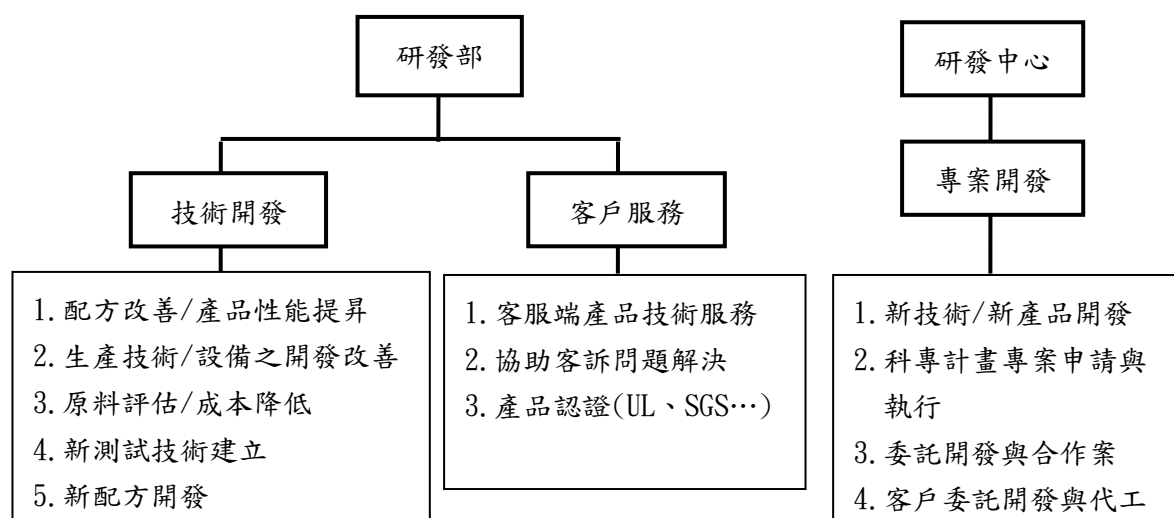 研發部
研發中心
專案開發
技術開發
客戶服務
1.配方改善/產品性能提昇
2.生產技術/設備之開發改善
3.原料評估/成本降低
4.新測試技術建立
5.新配方開發
1.客服端產品技術服務
2.協助客訴問題解決
3.產品認證(UL、SGS…)
1.新技術/新產品開發
2.科專計畫專案申請與
執行
3.委託開發與合作案
4.客戶委託開發與代工